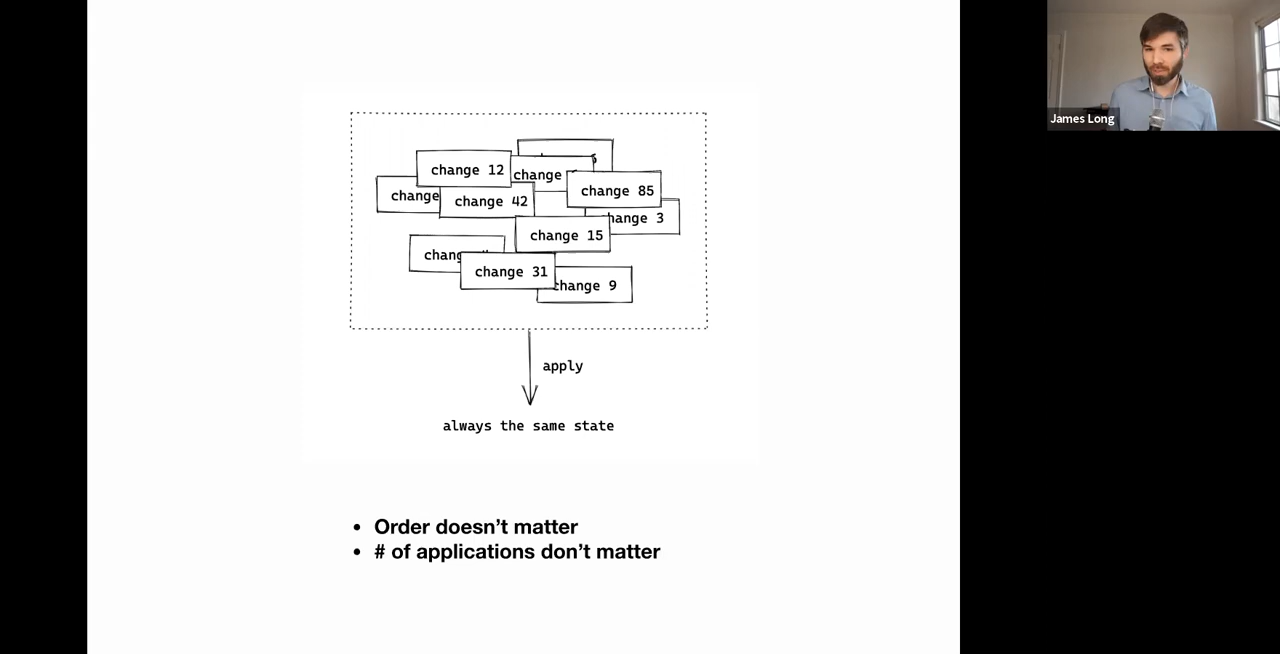 change 12
change
change 85
change
change 42
hange 3
change 15
change 31
change 9
apply
always the same state
• Order doesn’t matter
• # of applications don’t matter
James Long